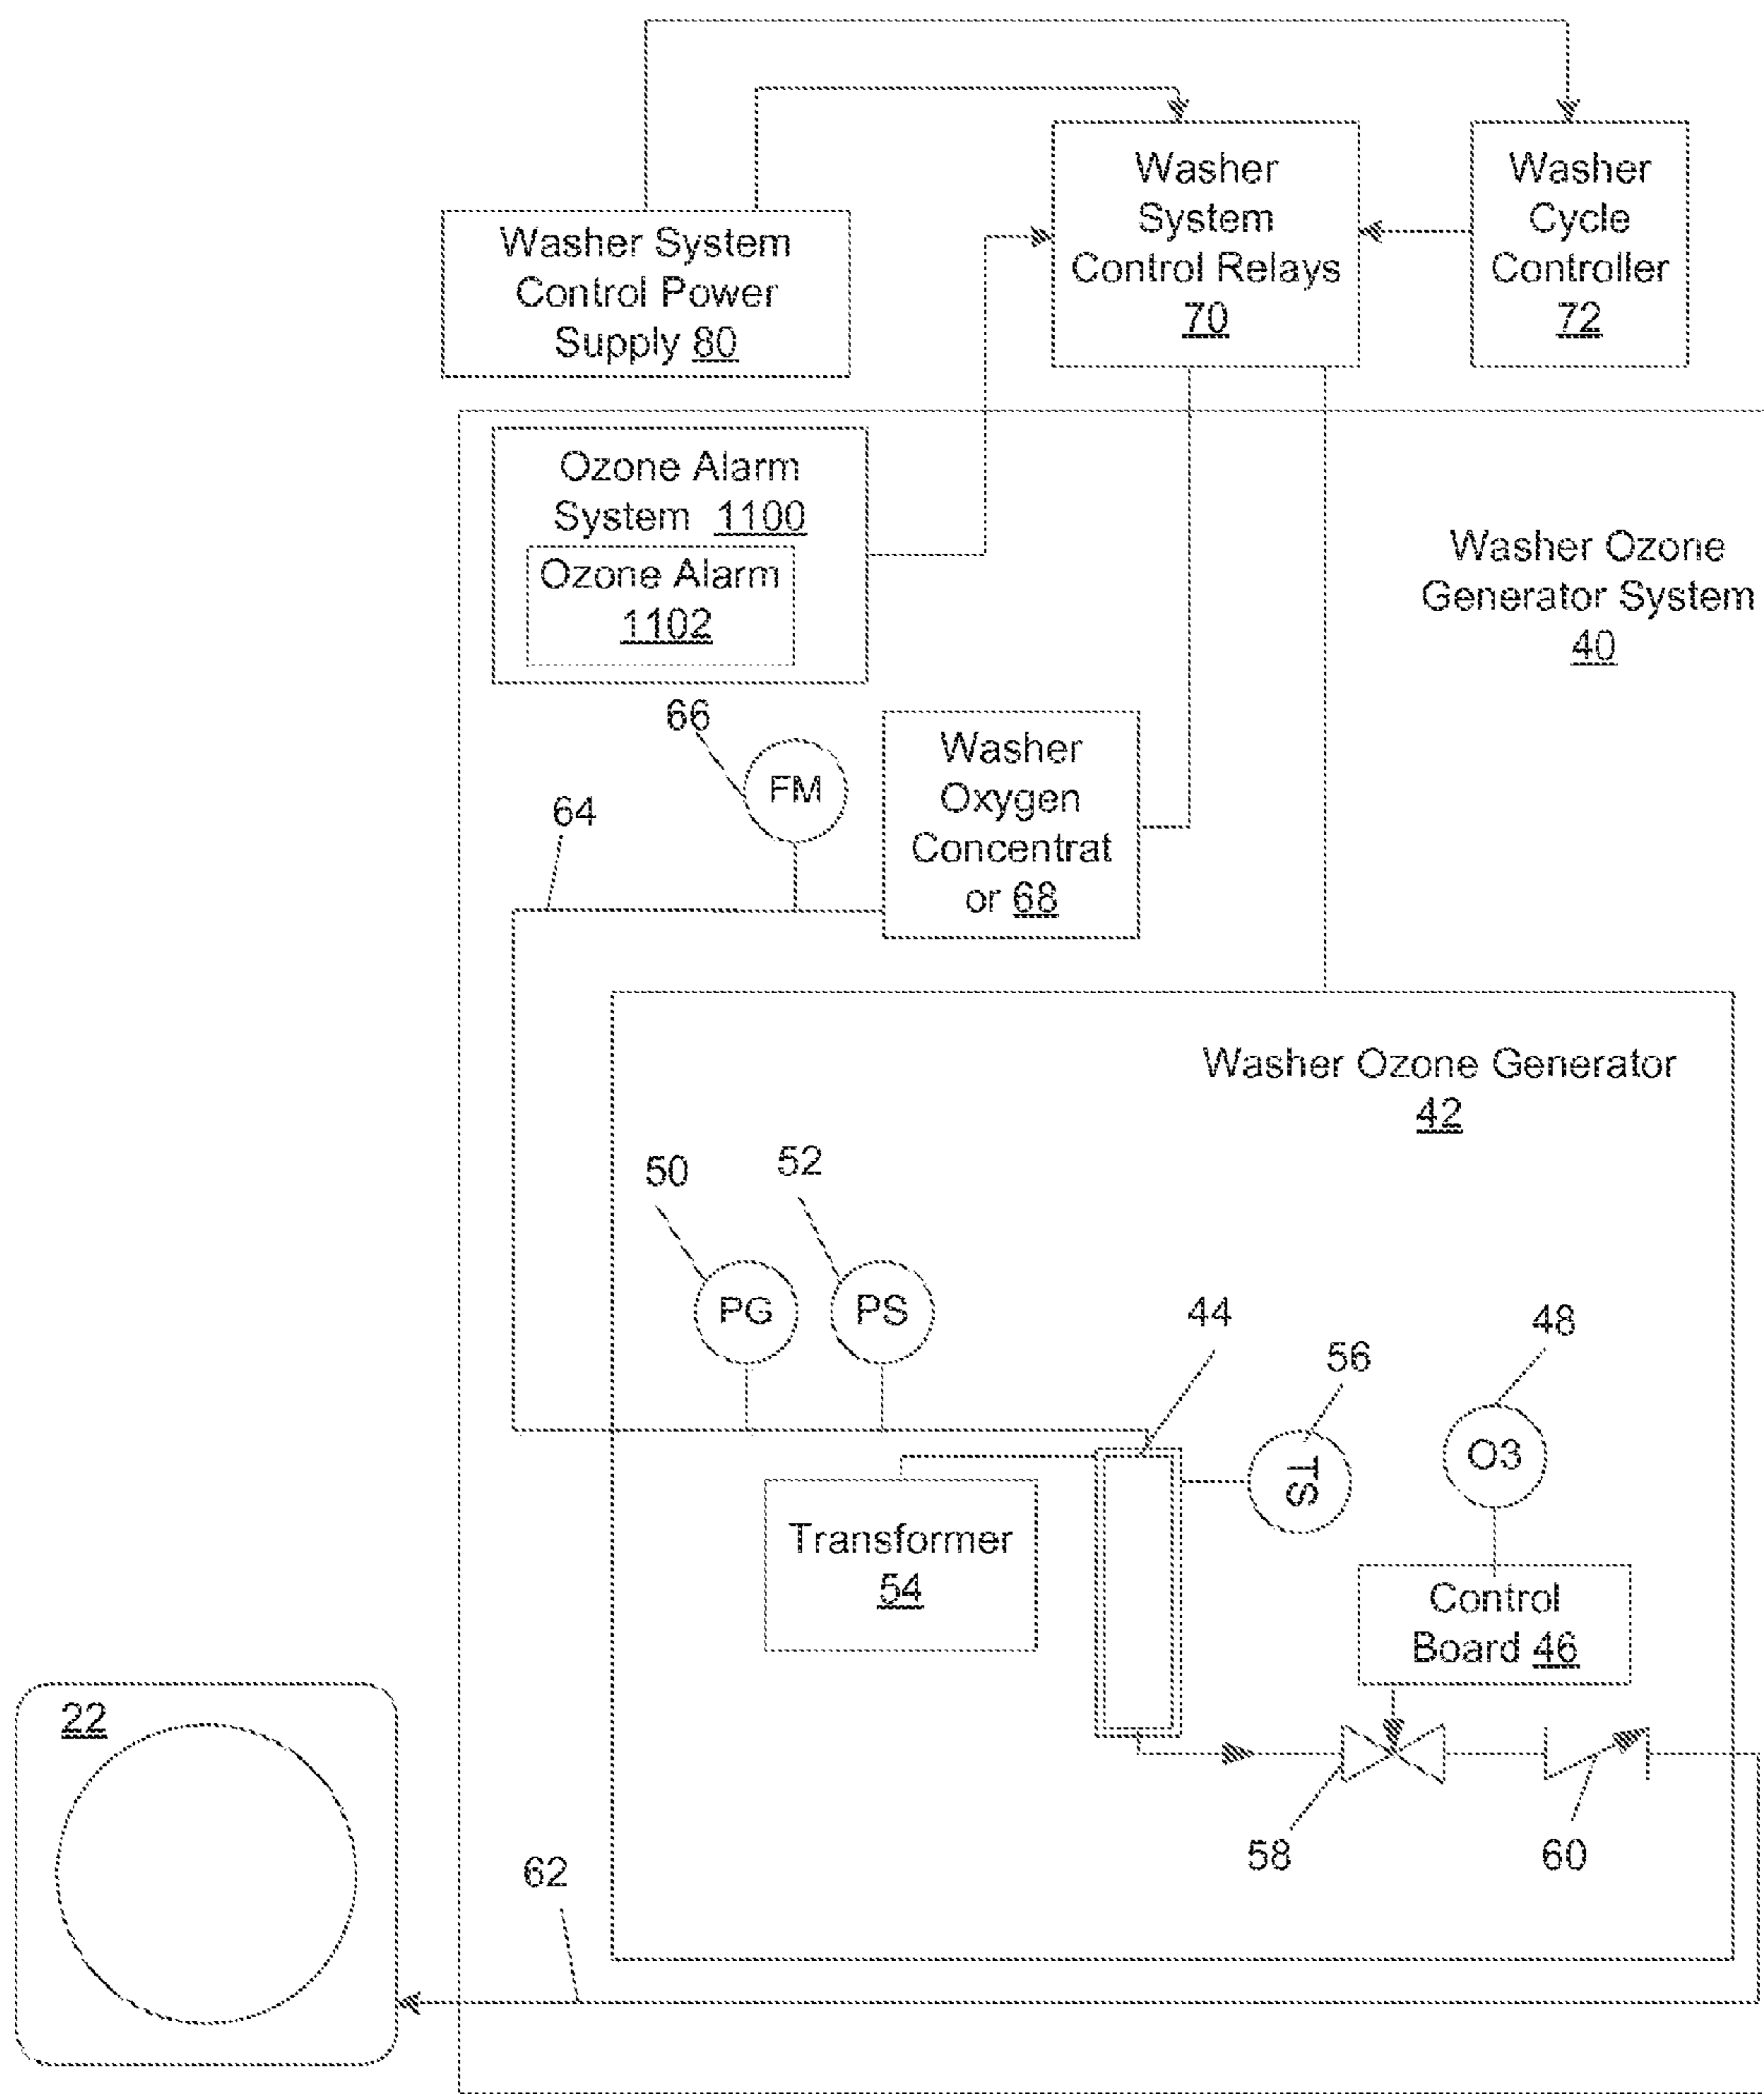 Washer System
Control Power
Supply 80
Washer
System
Control Relays
70
Washer
Cycle
Controller
72
Ozone Alarm
System 1100
Ozone Alarm
1102
Washer Ozone
Generator System
40
66
FM
64
Washer
Oxygen
Concentrat
or 68
Washer Ozone Generator
42
50
52
PG
PS
44
56
48
TS
O3
Transformer
54
Control
Board 46
22
58
60
62